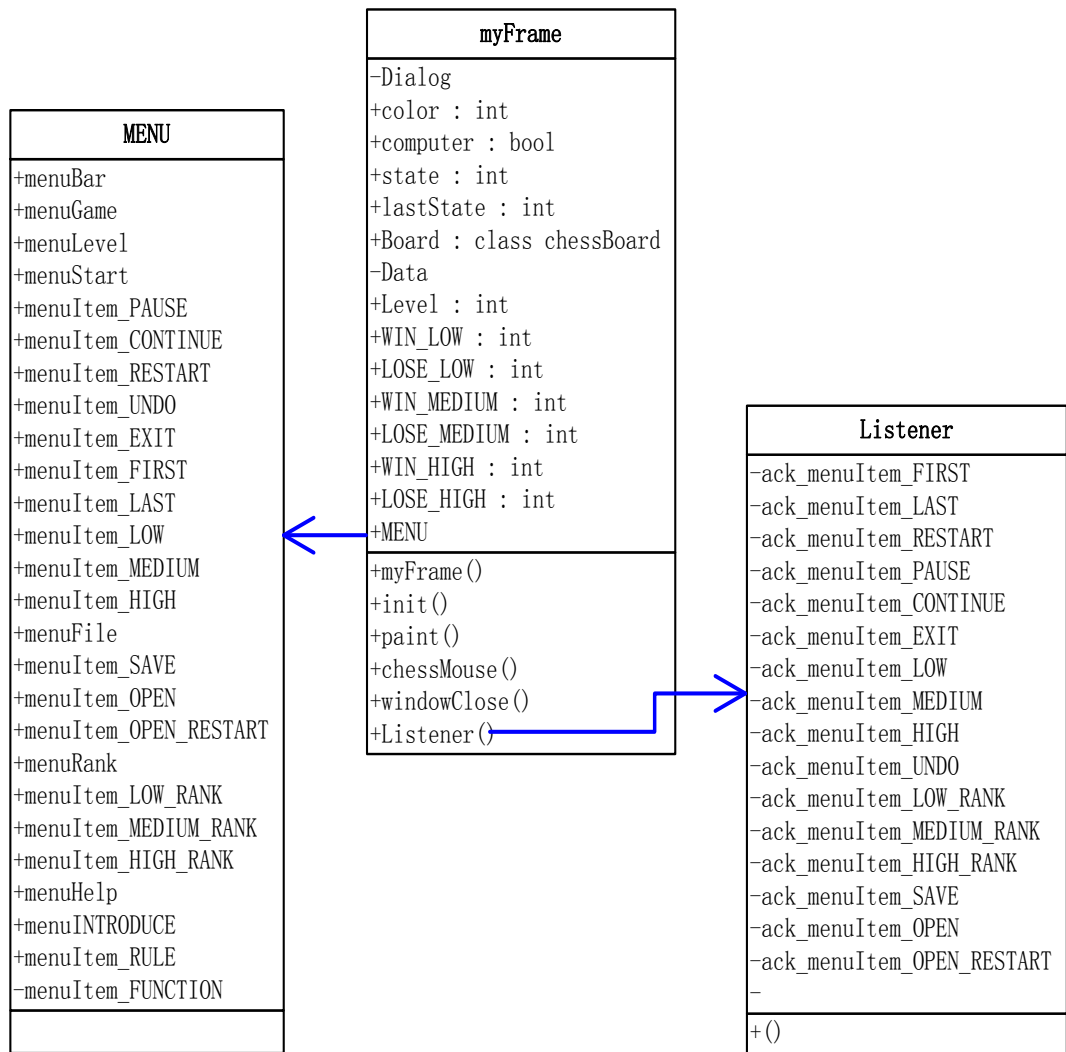 MENU
+menuBar
+menuGame
+menuLevel
+menuStart
+menuItem_PAUSE
+menuItem_CONTINUE
+menuItem_RESTART
+menuItem_UNDO
+menuItem_EXIT
+menuItem_FIRST
+menuItem_LAST
+menuItem_LOW
+menuItem_MEDIUM
+menuItem_HIGH
+menuFile
+menuItem_SAVE
+menuItem_OPEN
+menuItem_OPEN_RESTART
+menuRank
+menuItem_LOW_RANK
+menuItem_MEDIUM_RANK
+menuItem_HIGH_RANK
+menuHelp
+menuINTRODUCE
+menuItem_RULE
-menuItem_FUNCTION
myFrame
-Dialog
+color : int
+computer : bool
+state : int
+lastState : int
+Board : class chessBoard
-Data
+Level : int
+WIN_LOW : int
+LOSE_LOW : int
+WIN_MEDIUM : int
+LOSE_MEDIUM : int
+WIN_HIGH : int
+LOSE_HIGH : int
+MENU
+myFrame()
+init()
+paint()
+chessMouse()
+windowClose()
+Listener()
Listener
-ack_menuItem_FIRST
-ack_menuItem_LAST
-ack_menuItem_RESTART
-ack_menuItem_PAUSE
-ack_menuItem_CONTINUE
-ack_menuItem_EXIT
-ack_menuItem_LOW
-ack_menuItem_MEDIUM
-ack_menuItem_HIGH
-ack_menuItem_UNDO
-ack_menuItem_LOW_RANK
-ack_menuItem_MEDIUM_RANK
-ack_menuItem_HIGH_RANK
-ack_menuItem_SAVE
-ack_menuItem_OPEN
-ack_menuItem_OPEN_RESTART
-
+()